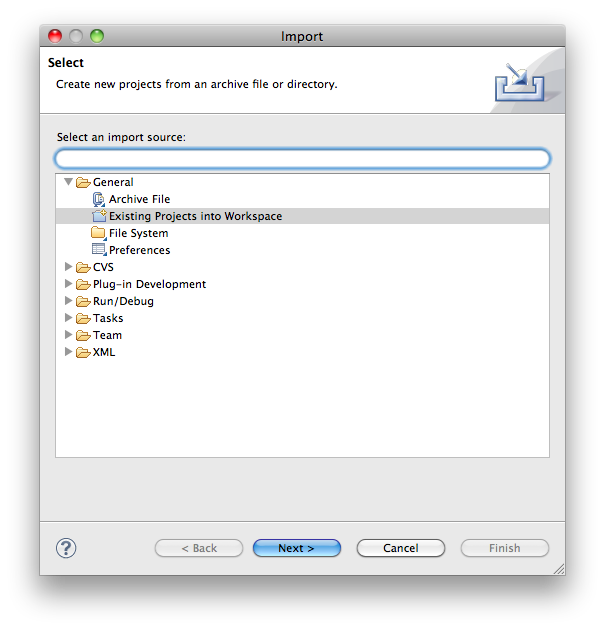 Import
Select
Create new projects from an archive file or directory.
Select an import source:
General
Archive File
Existing Projects into Workspace
File System
Preferences
CVS
Plug-in Development
Run/Debug
Tasks
Team
XML
?
< Back
Next >
Cancel
Finish